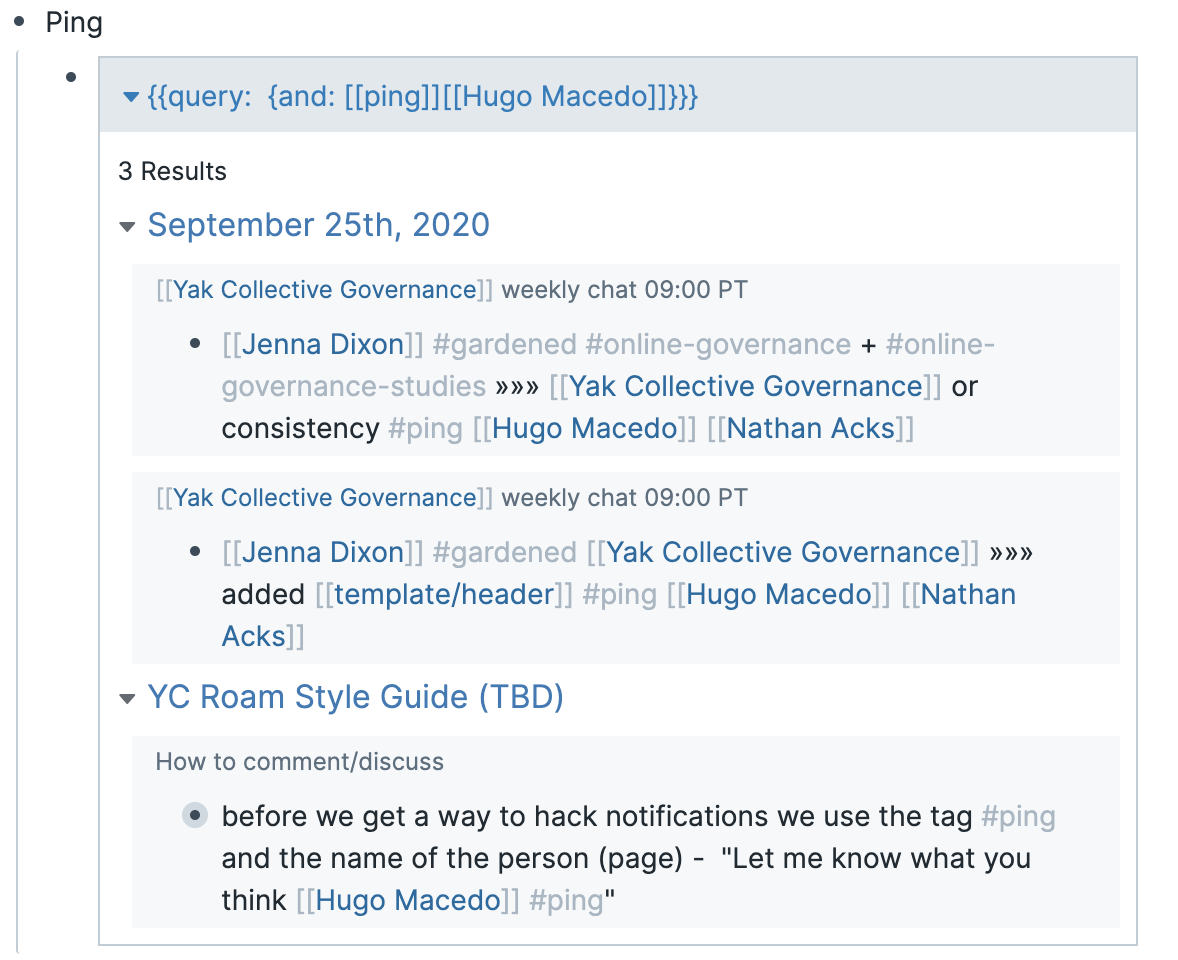 Ping
{{query:  {and: [[ping]][[Hugo Macedo]]}}}
3 Results
September 25th, 2020
[[Yak Collective Governance]] weekly chat 09:00 PT
[[Jenna Dixon]] #gardened #online-governance + #online-
governance-studies »»» [[Yak Collective Governance]] or
consistency #ping [[Hugo Macedo]] [[Nathan Acks]]
[[Yak Collective Governance]] weekly chat 09:00 PT
[[Jenna Dixon]] #gardened [[Yak Collective Governance]] »»»
added [[template/header]] #ping [[Hugo Macedo]] [[Nathan
Acks]]
YC Roam Style Guide (TBD)
How to comment/discuss
before we get a way to hack notifications we use the tag #ping
and the name of the person (page) -  "Let me know what you
think [[Hugo Macedo]] #ping"